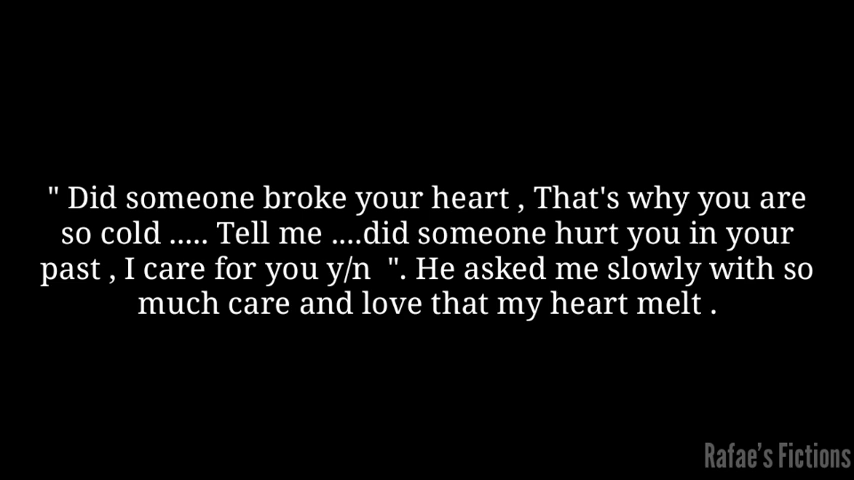 " Did someone broke your heart , That's why you are
so cold ..... Tell me ....did someone hurt you in your
past , I care for you y/n  ". He asked me slowly with so
much care and love that my heart melt .
Rafae's Fictions